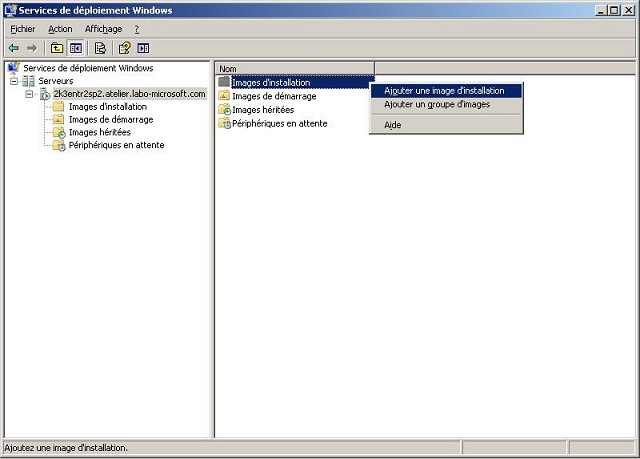 Services de déploiement Windows
Fichier Action Affichage ?
Services de déploiement Windows
Serveurs
2k3entr2sp2.atelier.labo-microsoft.com
Images d'installation
Images de démarrage
Images héritées
Périphériques en attente
Nom
Images d'installation
Images de démarrage
Images héritées
Périphériques en attente
Ajouter une image d'installation
Ajouter un groupe d'images
Aide
Ajoutez une image d'installation.